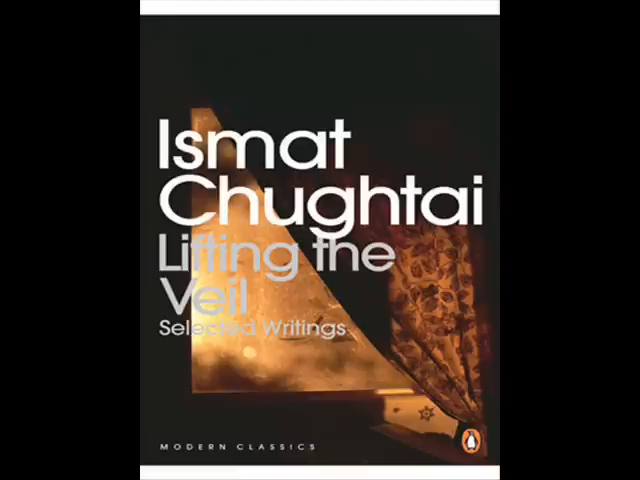 Ismat
Chughtai
Lifting the
Veil
Selected Writings
MODERN CLASSICS